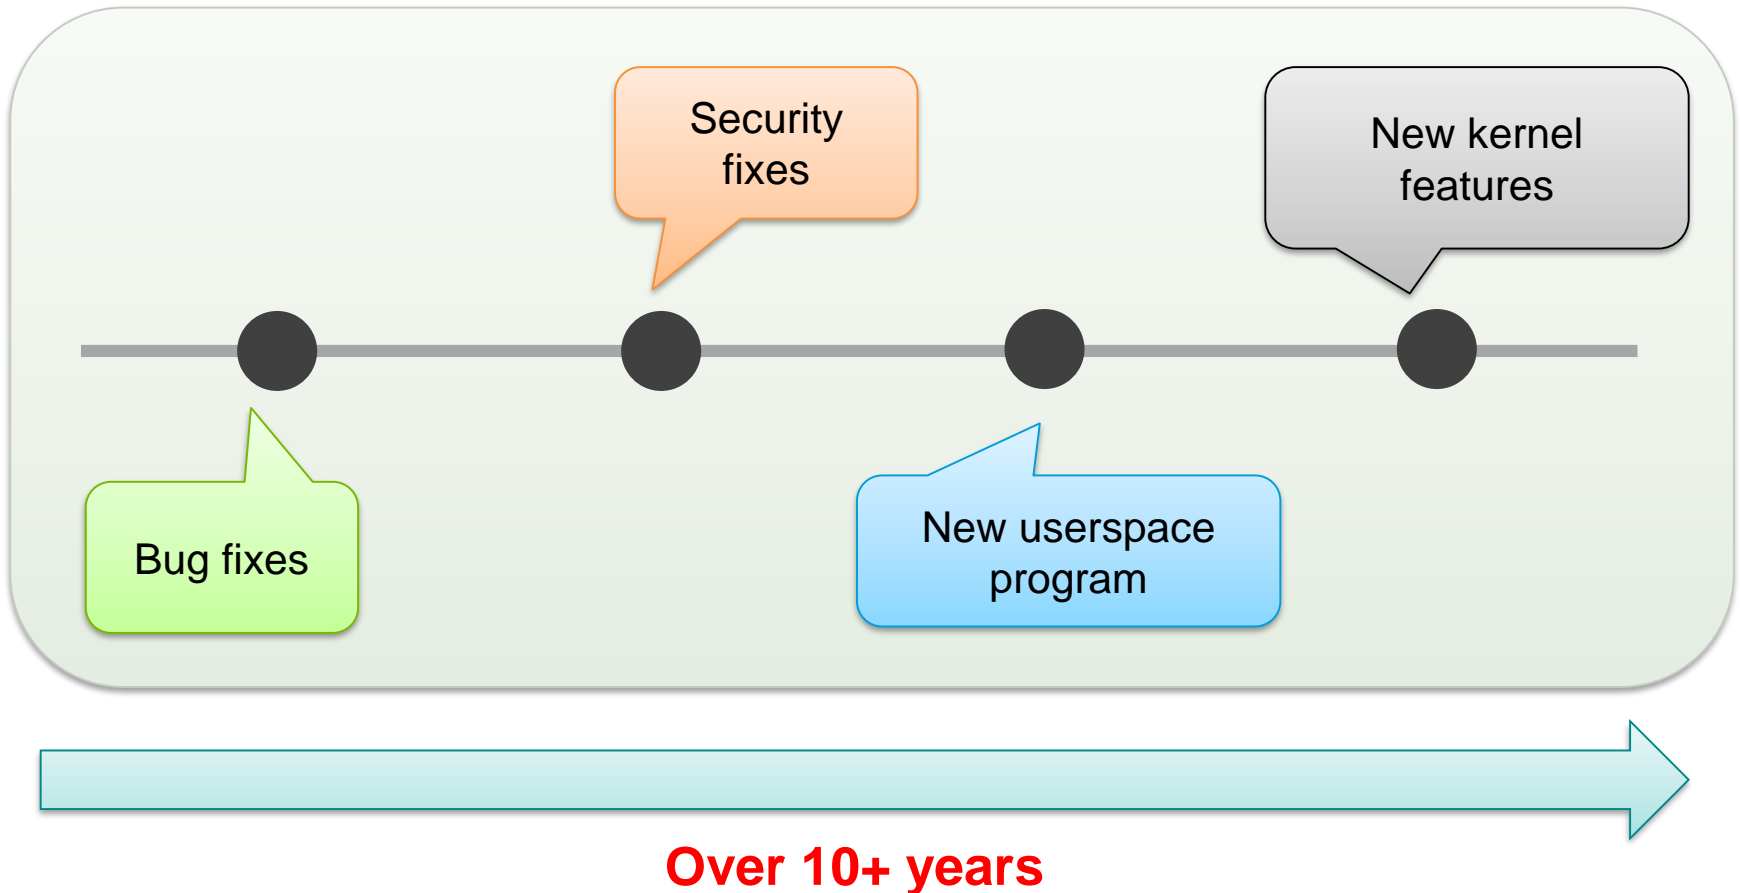 Security
fixes
New kernel
features
Bug fixes
New userspace
program
Over 10+ years